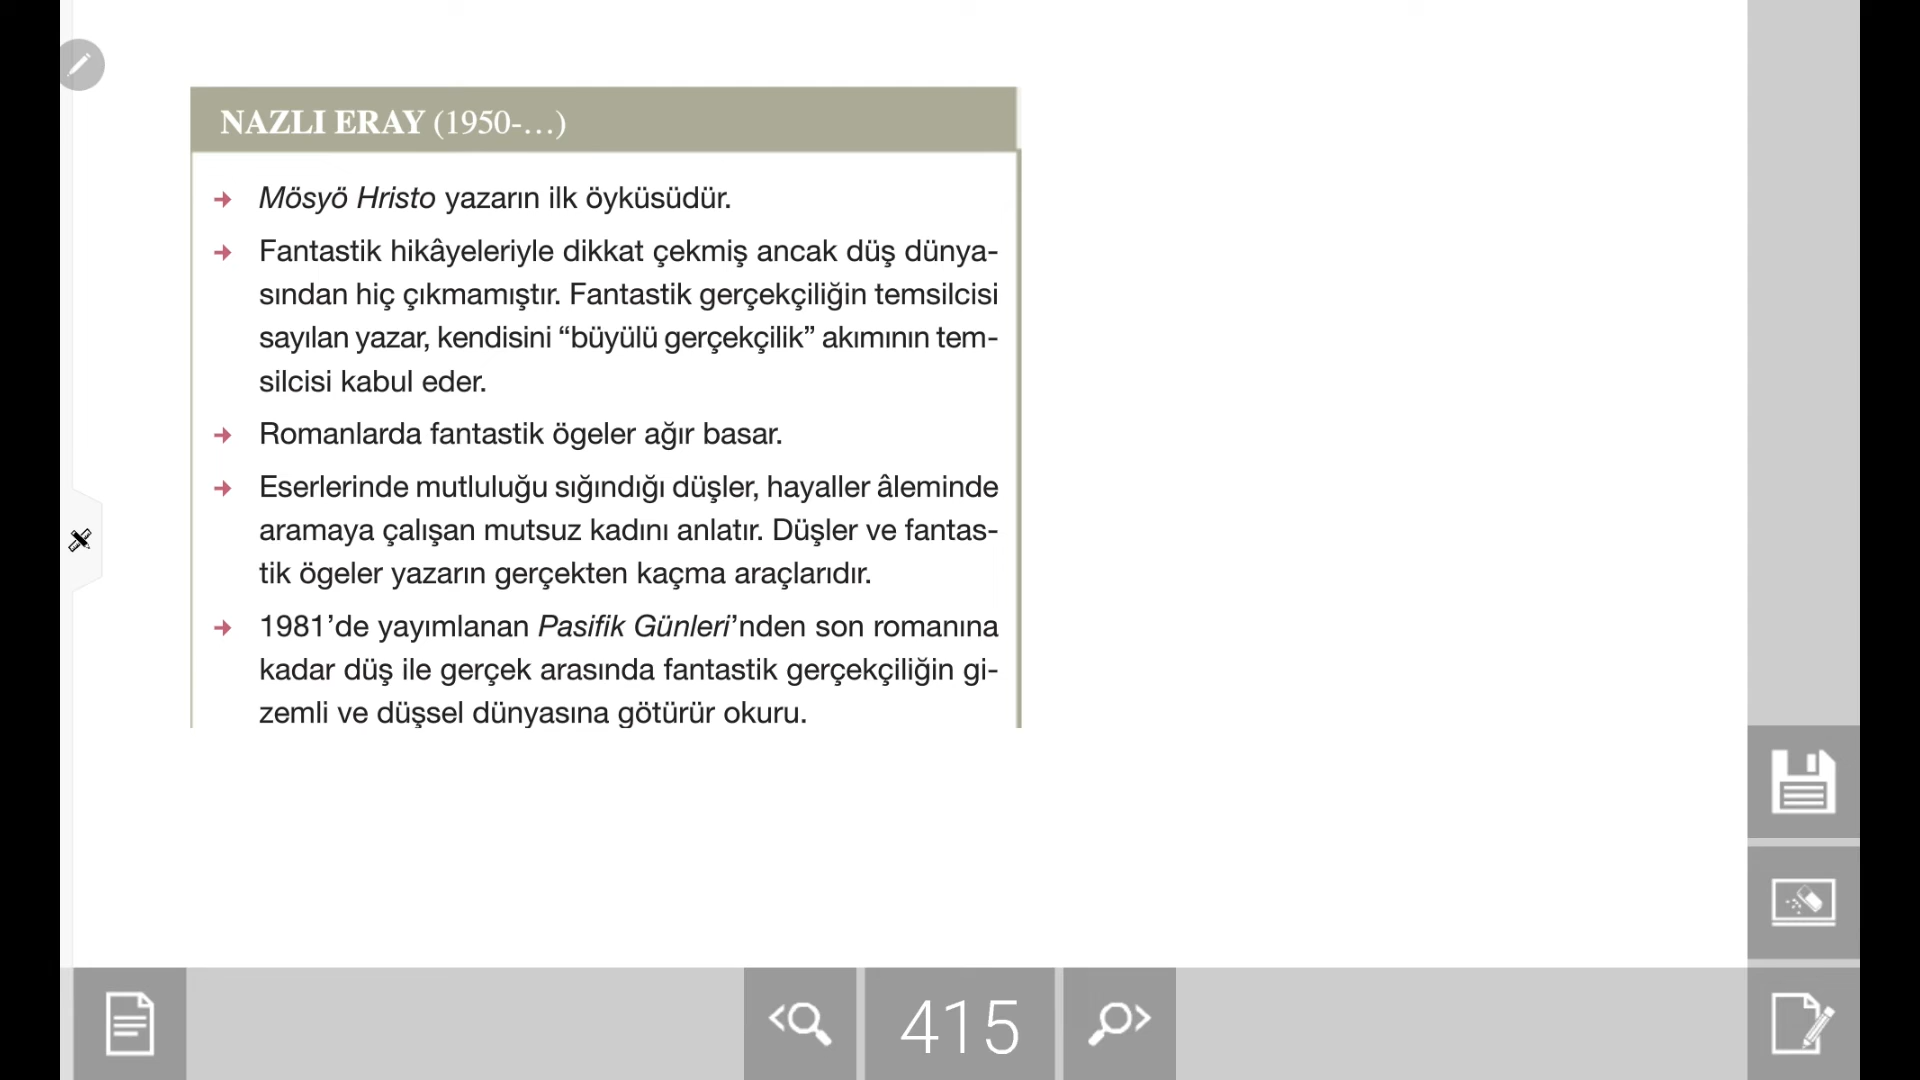 NAZLI ERAY (1950-...)
→ Mösyö Hristo yazarın ilk öyküsüdür.
→ Fantastik hikâyeleriyle dikkat çekmiş ancak düş dünya-
sından hiç çıkmamıştır. Fantastik gerçekçiliğin temsilcisi
sayılan yazar, kendisini “büyülü gerçekçilik” akımının tem-
silcisi kabul eder.
→ Romanlarda fantastik ögeler ağır basar.
→ Eserlerinde mutluluğu sığındığı düşler, hayaller âleminde
aramaya çalışan mutsuz kadını anlatır. Düşler ve fantas-
tik ögeler yazarın gerçekten kaçma araçlarıdır.
→ 1981’de yayımlanan Pasifik Günleri’nden son romanına
kadar düş ile gerçek arasında fantastik gerçekçiliğin gi-
zemli ve düşsel dünyasına götürür okuru.
415